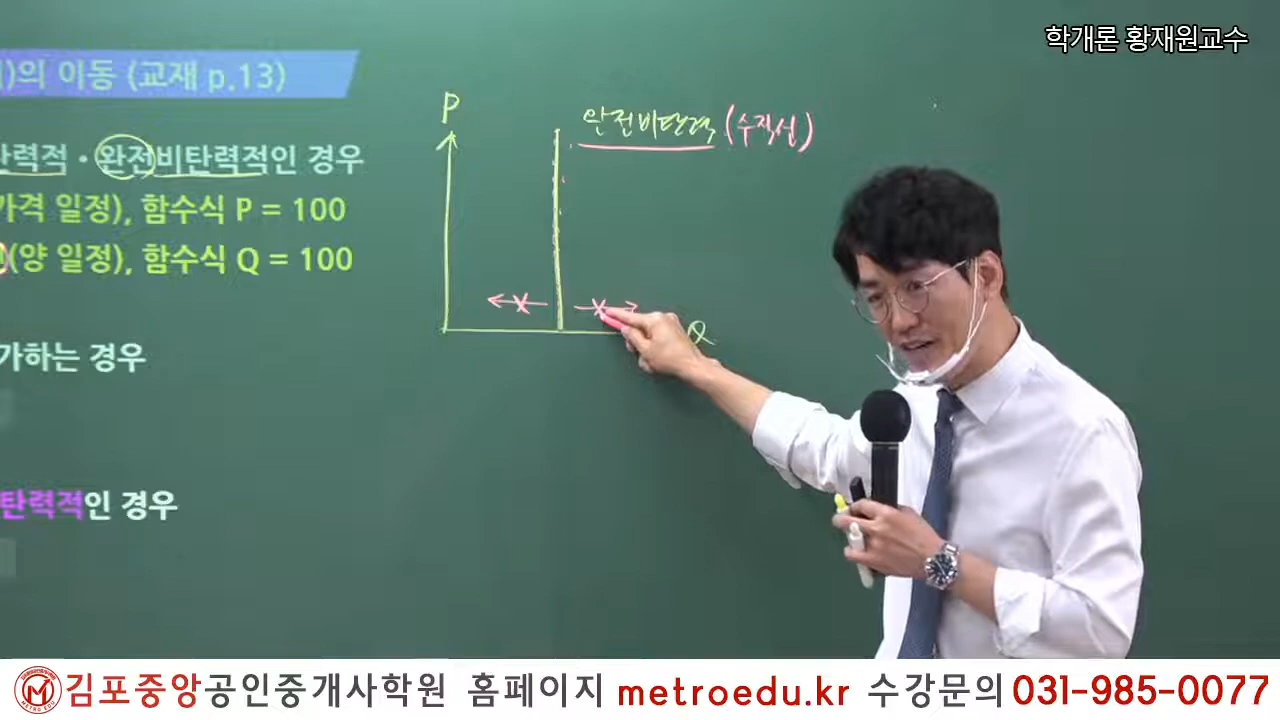 학개론 황재원교수
)의 이동 (교재 p.13)
P
완전비탄력 (수직선)
탄력적 · 완전비탄력적인 경우
가격 일정), 함수식 P = 100
(양 일정), 함수식 Q = 100
Q
가하는 경우
탄력적인 경우
METRO EDU
김포중앙공인중개사학원 홈페이지 metroedu.kr 수강문의 031-985-0077